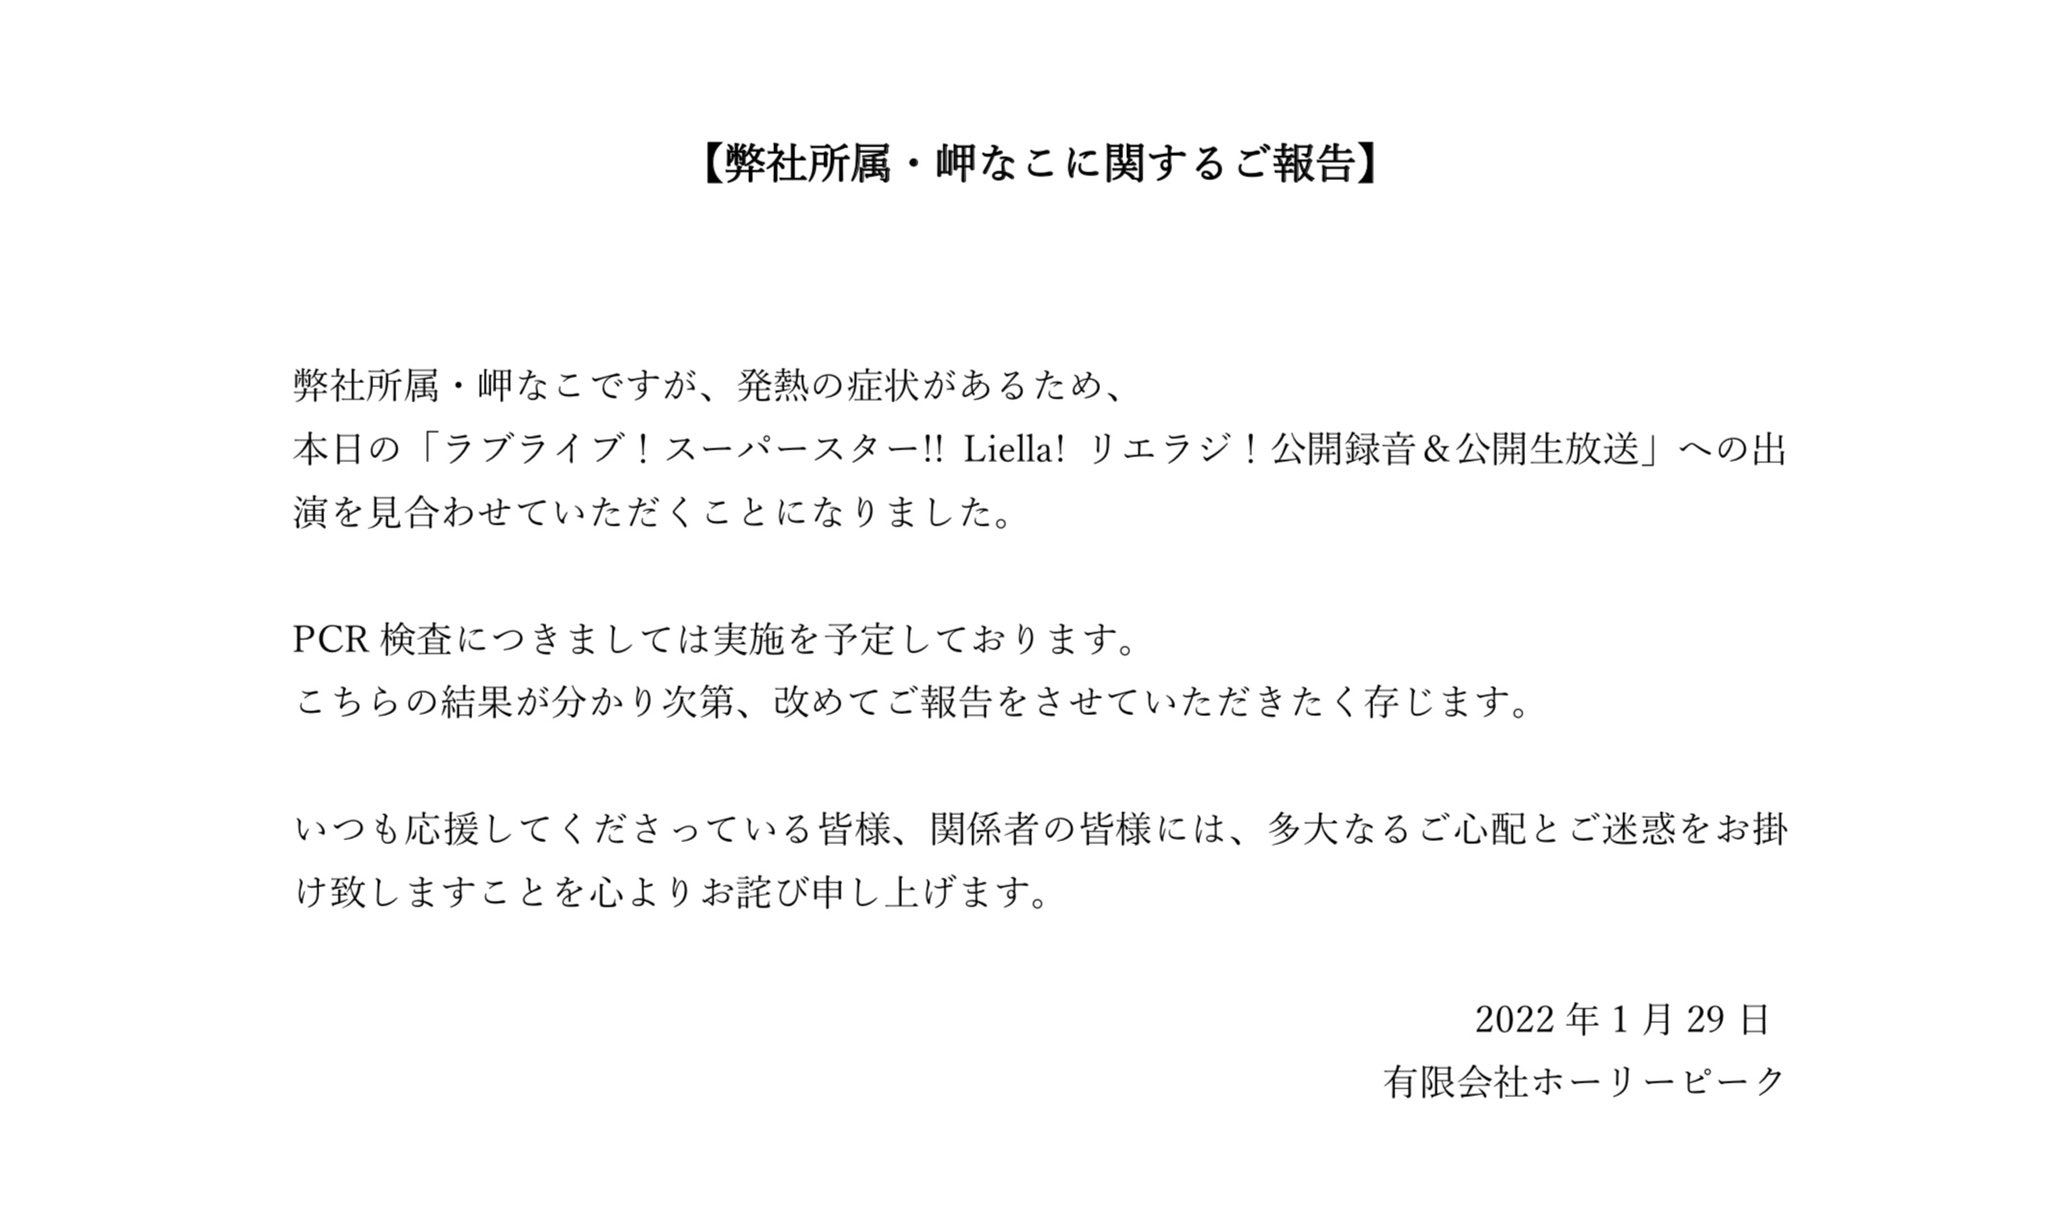 【弊社所属・岬なこに関するご報告】
弊社所属・岬なこですが、発熱の症状があるため、
本日の「ラブライブ！スーパースター!! Liella! リエラジ！公開録音＆公開生放送」への出
演を見合わせていただくことになりました。
PCR 検査につきましては実施を予定しております。
こちらの結果が分かり次第、改めてご報告をさせていただきたく存じます。
いつも応援してくださっている皆様、関係者の皆様には、多大なるご心配とご迷惑をお掛
け致しますことを心よりお詫び申し上げます。
2022 年 1 月 29 日
有限会社ホーリーピーク